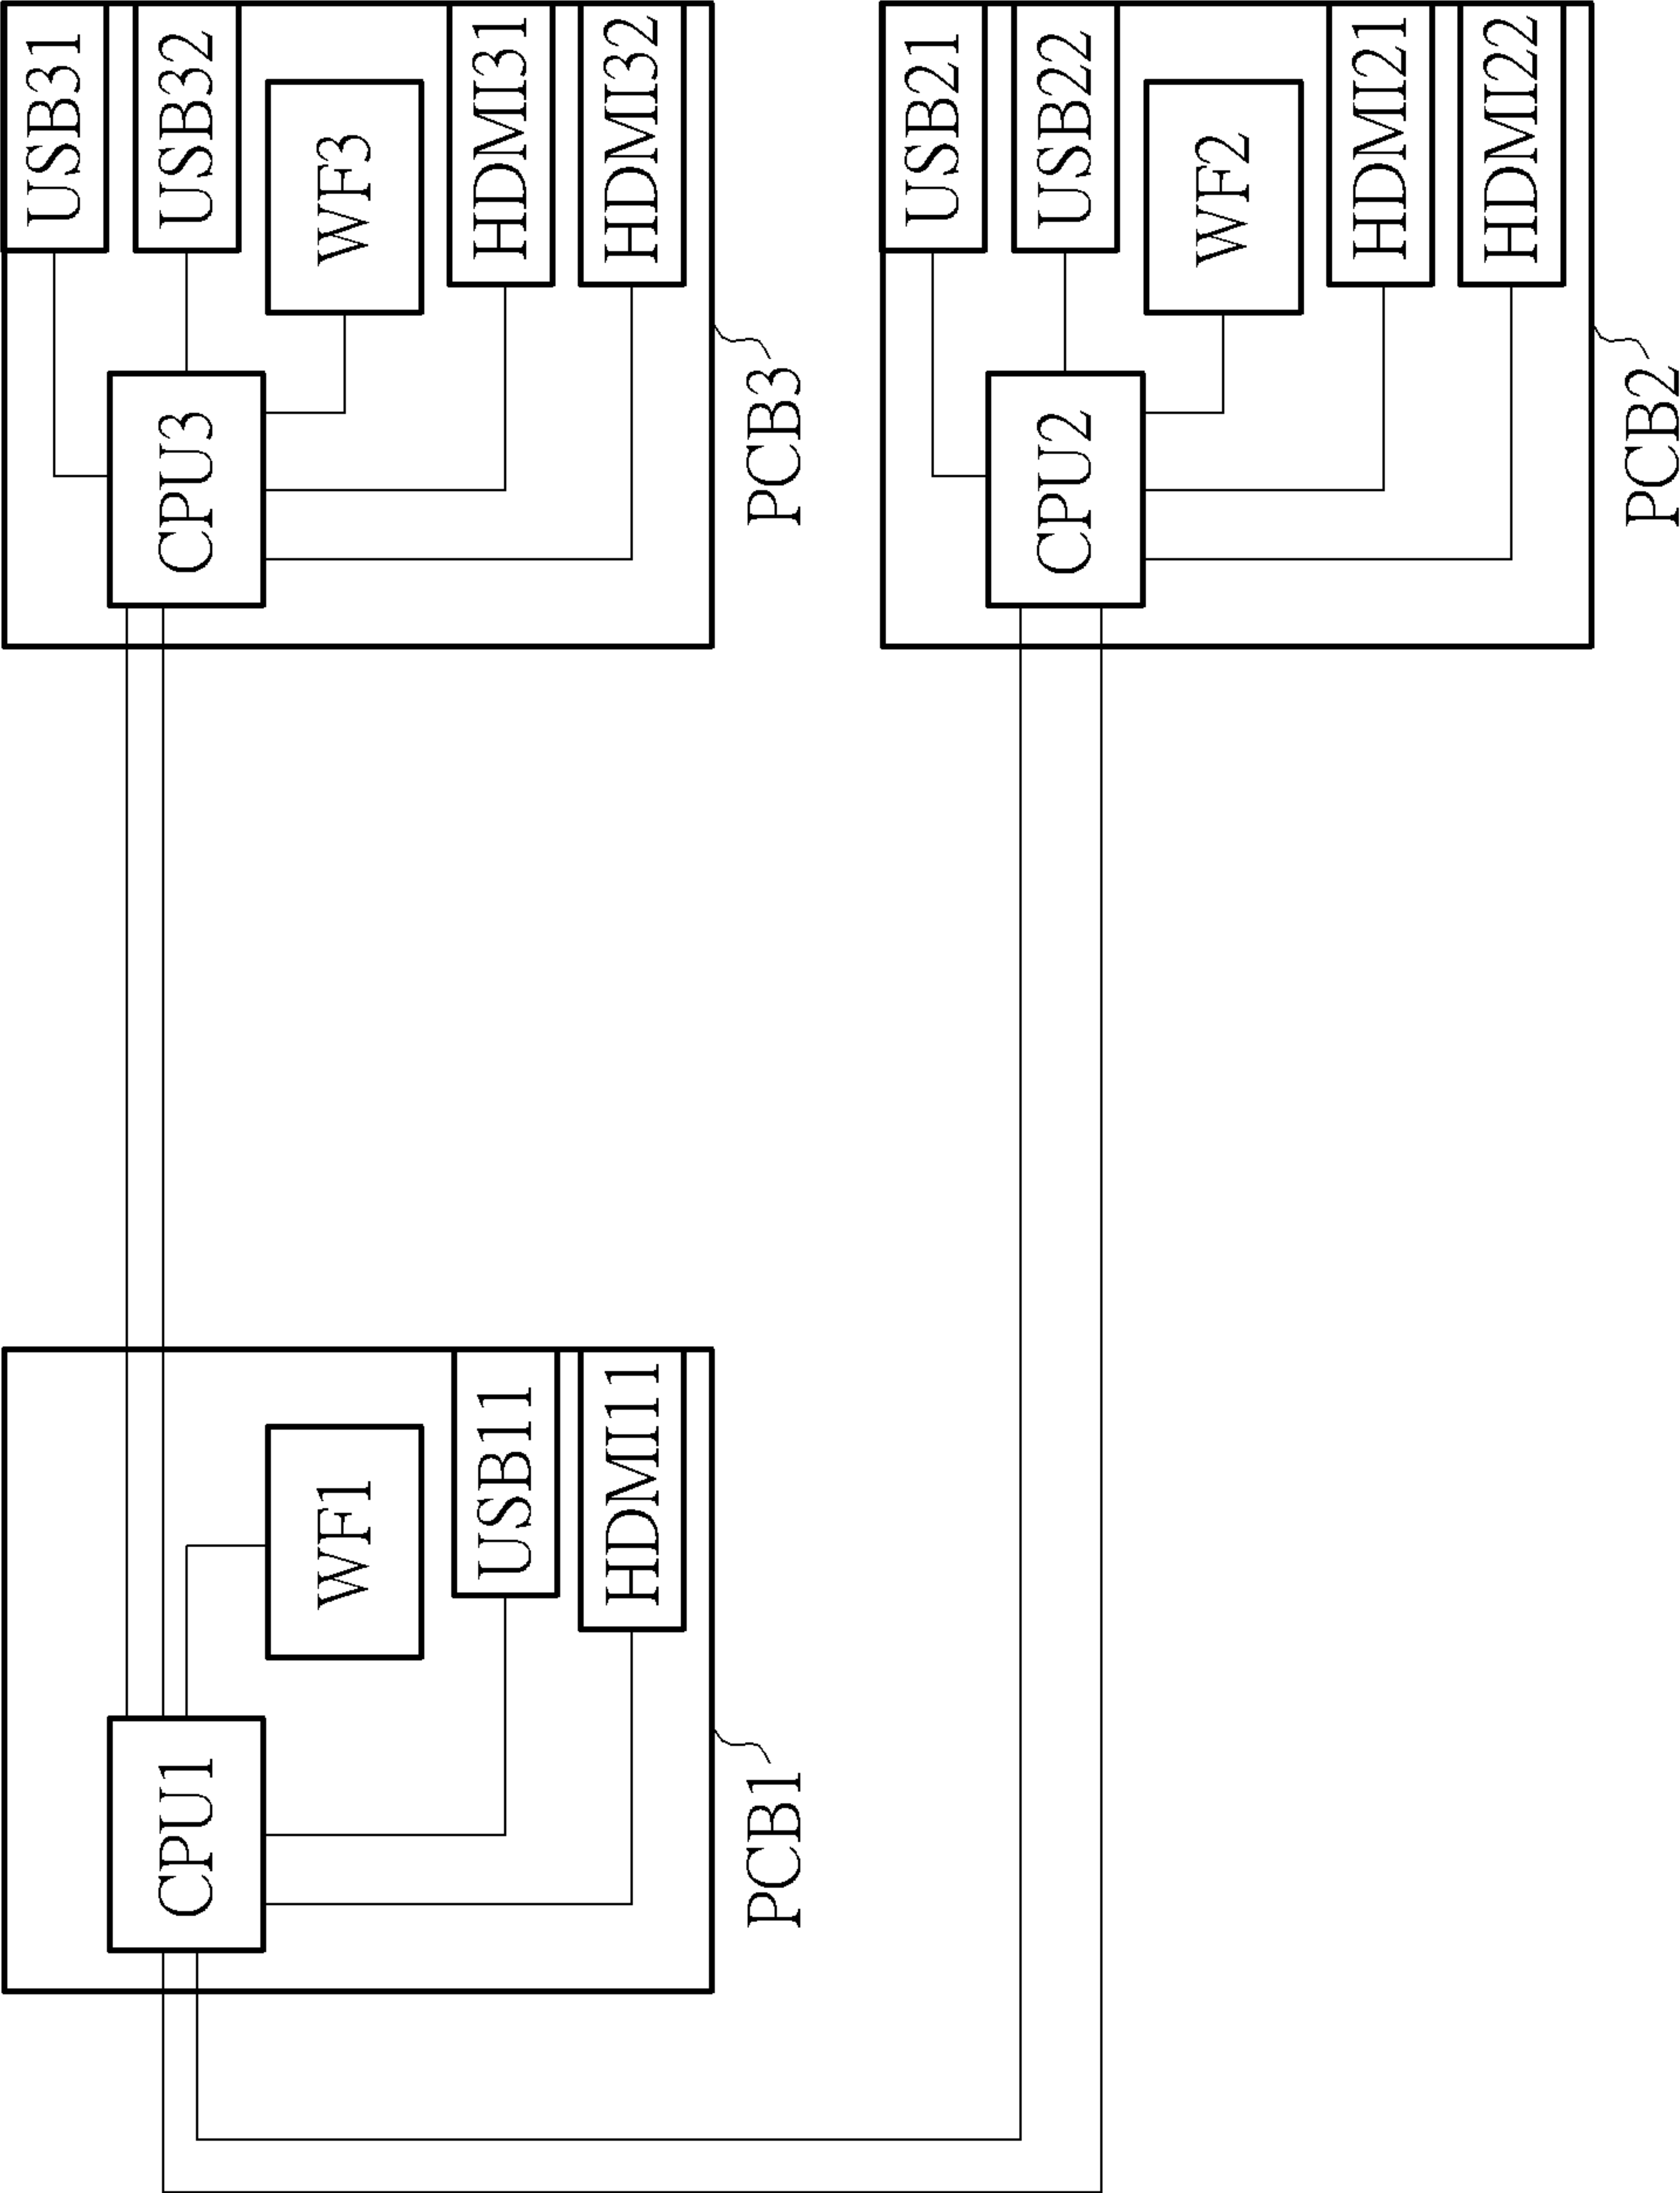 USB31
USB32
WF3
HDMI31
HDMI32
CPU3
PCB3
USB21
USB22
WF2
HDMI21
HDMI22
CPU2
PCB2
WF1
USB11
HDMI11
CPU1
PCB1